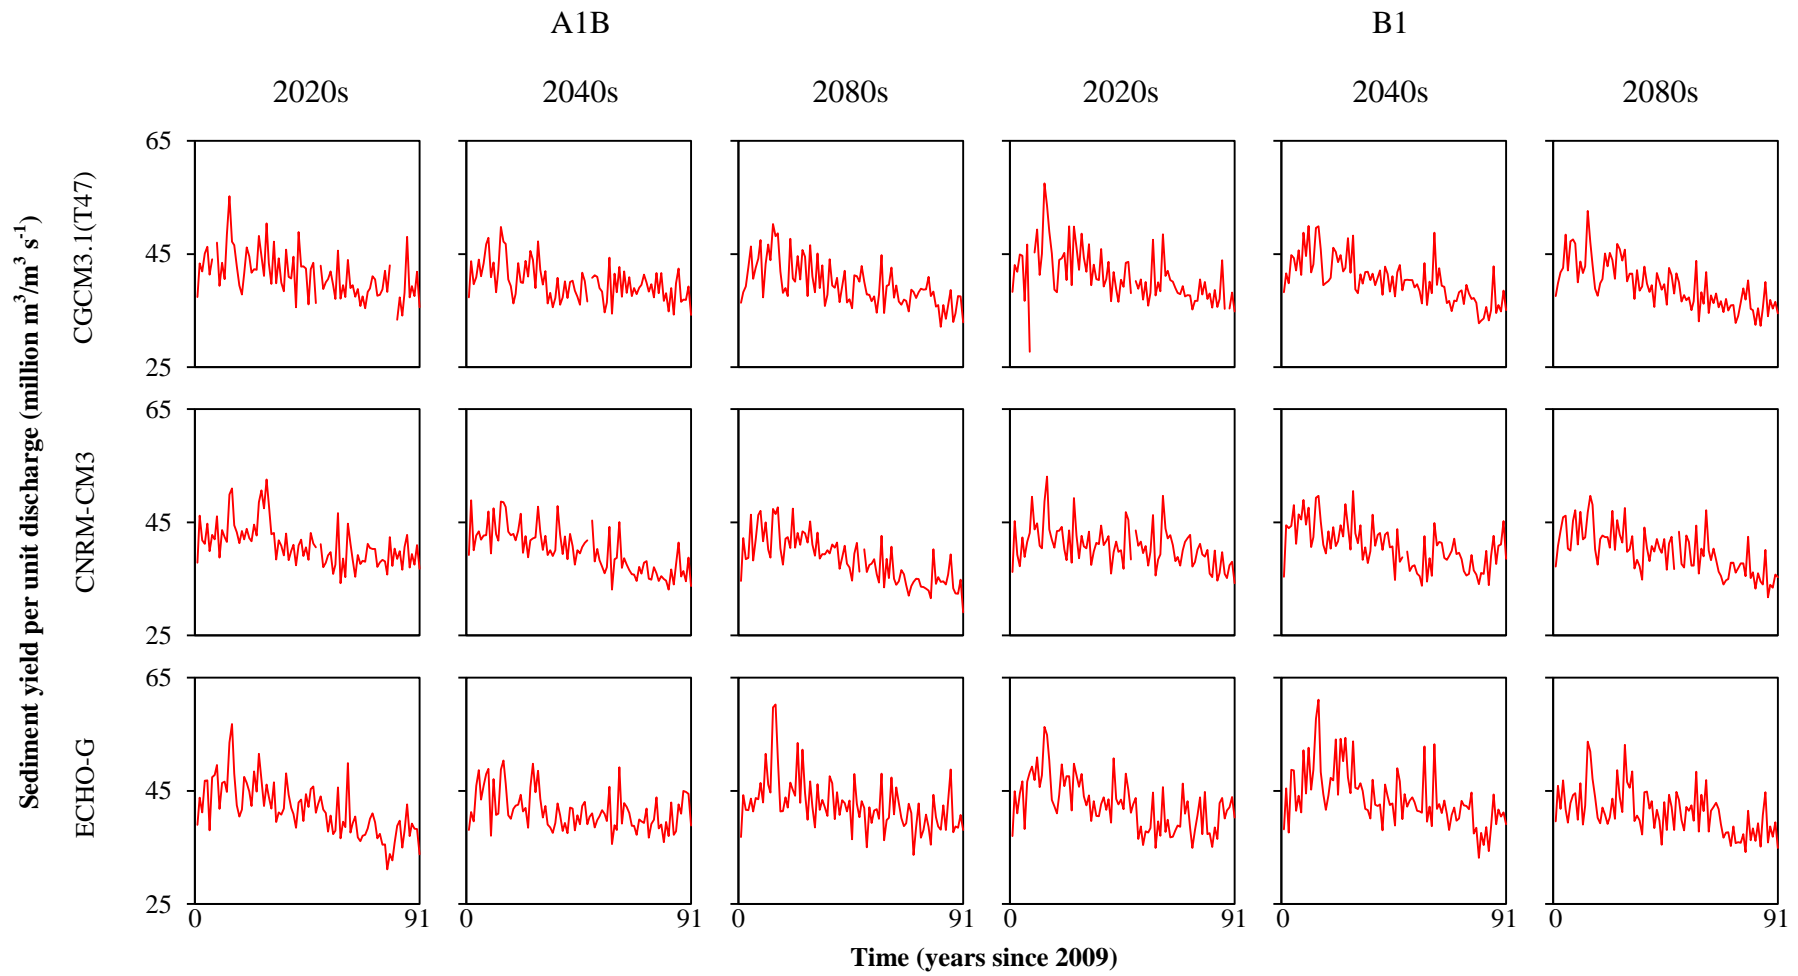 A1B B1
2020s 2040s 2080s 2020s 2040s 2080s
Sediment yield per unit discharge (million m³/m³ s⁻¹)
CGCM3.1(T47)
65
45
25
CNRM-CM3
65
45
25
ECHO-G
65
45
25
0 91 0 91 0 91 0 91 0 91 0 91
Time (years since 2009)